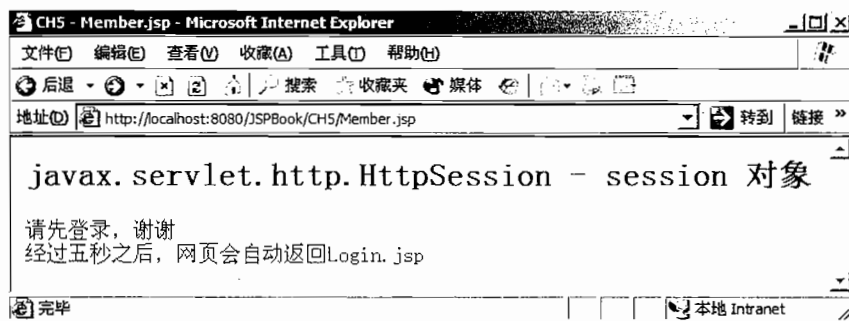 CH5 - Member.jsp - Microsoft Internet Explorer
文件(F) 编辑(E) 查看(V) 收藏(A) 工具(T) 帮助(H)
后退 搜索 收藏夹 媒体
地址(D) http://localhost:8080/JSPBook/CH5/Member.jsp 转到 链接 »
javax.servlet.http.HttpSession - session 对象
请先登录, 谢谢
经过五秒之后, 网页会自动返回Login.jsp
完毕 本地 Intranet